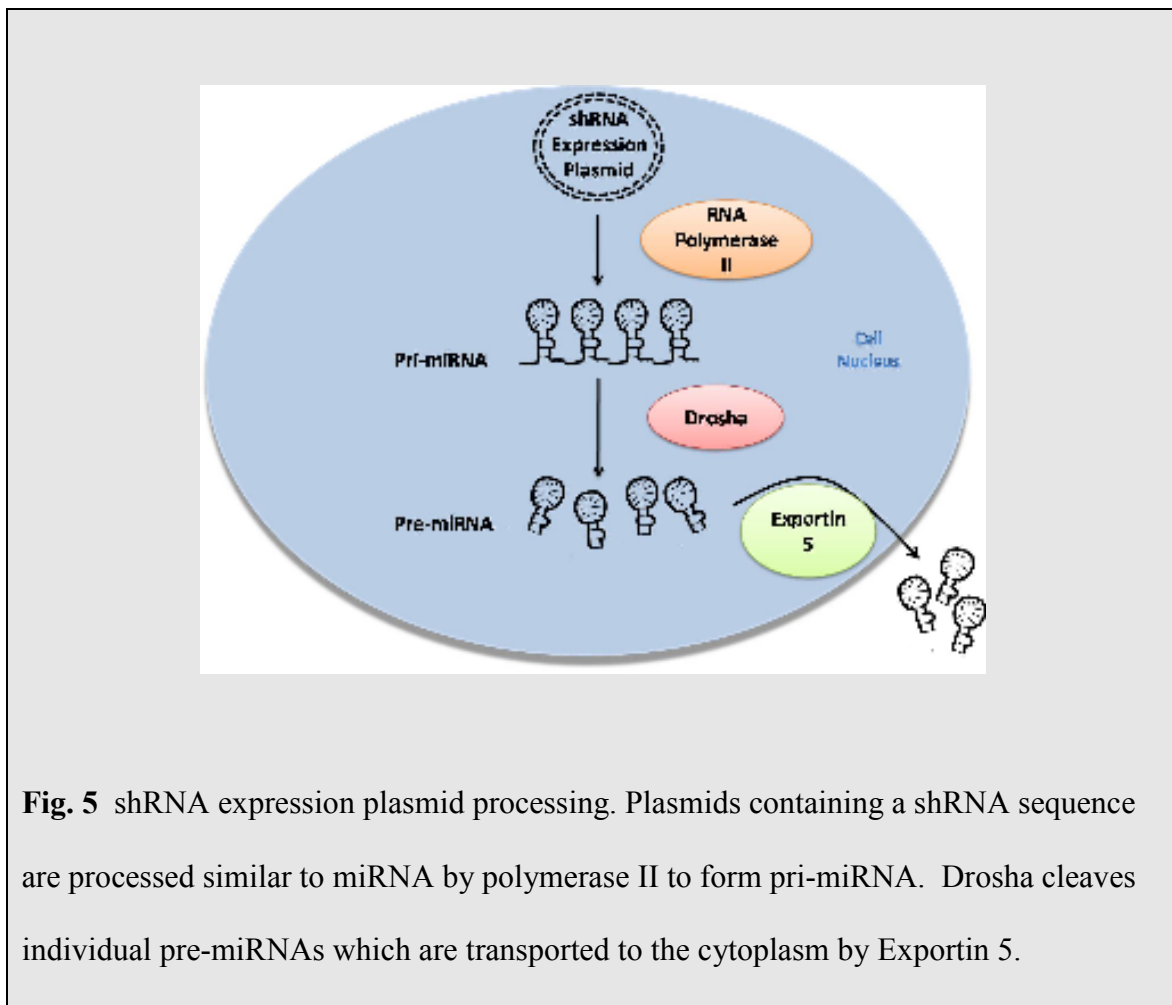 shRNA
Expression
Plasmid
RNA
Polymerase
II
Pri-miRNA
Cell
Nucleus
Drosha
Pre-miRNA
Exportin
5
Fig. 5 shRNA expression plasmid processing. Plasmids containing a shRNA sequence
are processed similar to miRNA by polymerase II to form pri-miRNA. Drosha cleaves
individual pre-miRNAs which are transported to the cytoplasm by Exportin 5.